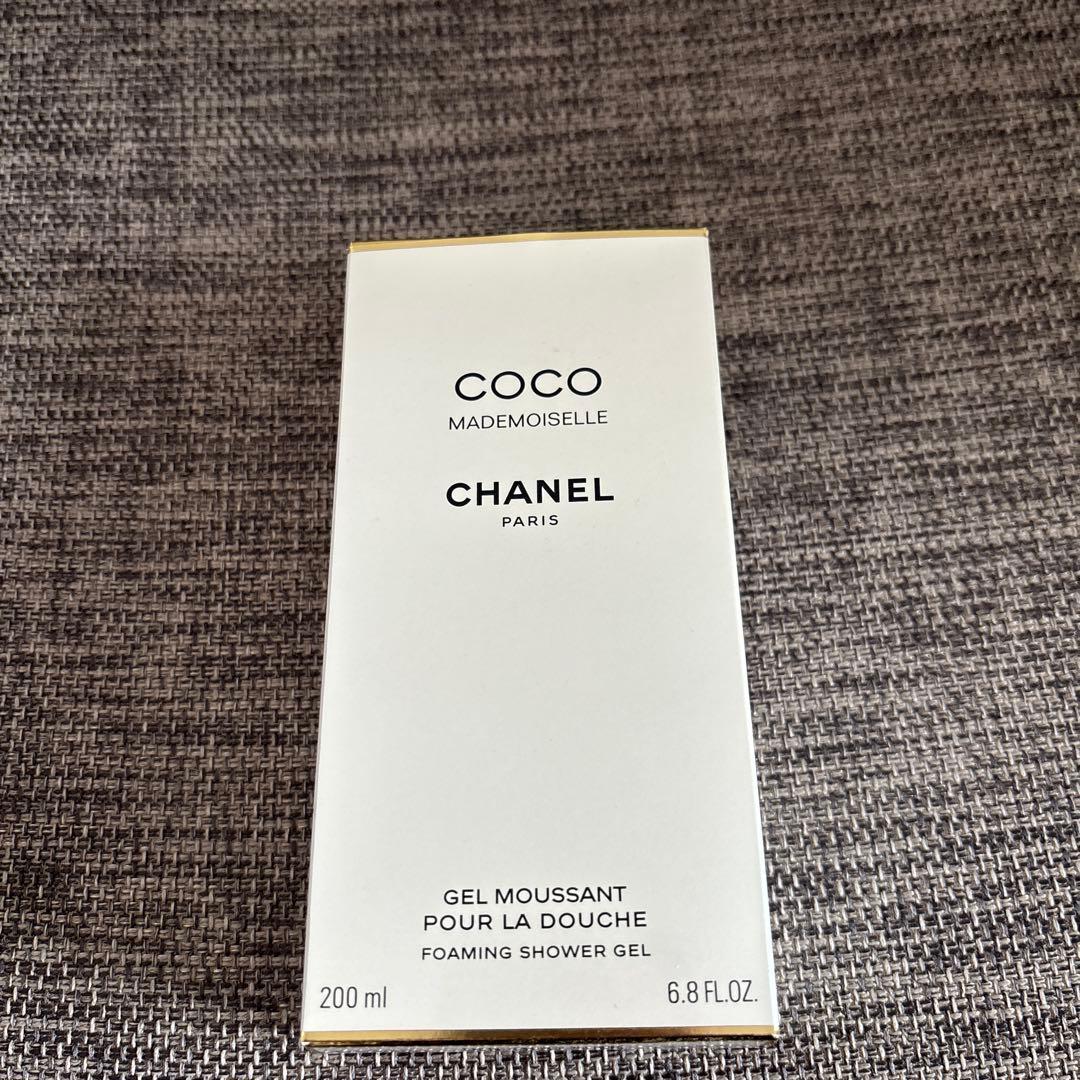 COCO
MADEMOISELLE
CHANEL
PARIS
GEL MOUSSANT
POUR LA DOUCHE
FOAMING SHOWER GEL
200 ml 6.8 FL.OZ.